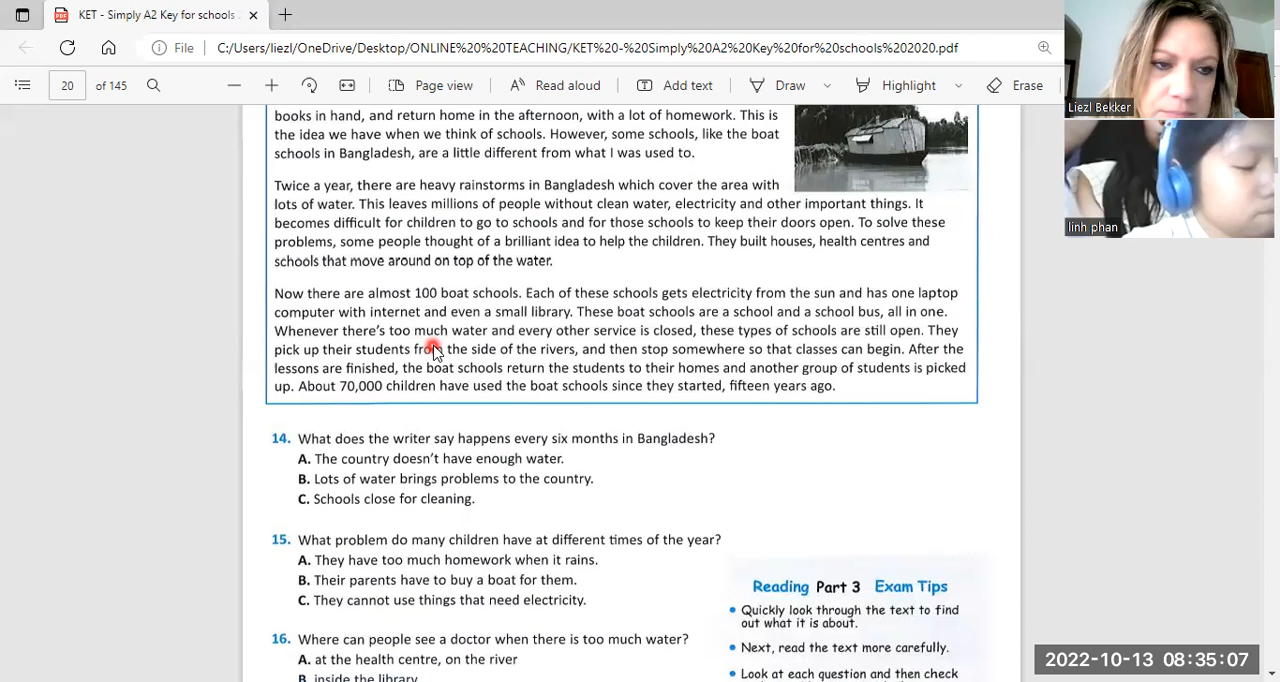 KET - Simply A2 Key for schools
File
C:/Users/liezl/OneDrive/Desktop/ONLINE%20%20TEACHING/KET%20-%20Simply%20A2%20Key%20for%20schools%202020.pdf
20 of 145
Page view
Read aloud
Add text
Draw
Highlight
Erase
Liezl Bekker
linh phan
books in hand, and return home in the afternoon, with a lot of homework. This is
the idea we have when we think of schools. However, some schools, like the boat
schools in Bangladesh, are a little different from what I was used to.
Twice a year, there are heavy rainstorms in Bangladesh which cover the area with
lots of water. This leaves millions of people without clean water, electricity and other important things. It
becomes difficult for children to go to schools and for those schools to keep their doors open. To solve these
problems, some people thought of a brilliant idea to help the children. They built houses, health centres and
schools that move around on top of the water.
Now there are almost 100 boat schools. Each of these schools gets electricity from the sun and has one laptop
computer with internet and even a small library. These boat schools are a school and a school bus, all in one.
Whenever there's too much water and every other service is closed, these types of schools are still open. They
pick up their students from the side of the rivers, and then stop somewhere so that classes can begin. After the
lessons are finished, the boat schools return the students to their homes and another group of students is picked
up. About 70,000 children have used the boat schools since they started, fifteen years ago.
14. What does the writer say happens every six months in Bangladesh?
A. The country doesn't have enough water.
B. Lots of water brings problems to the country.
C. Schools close for cleaning.
15. What problem do many children have at different times of the year?
A. They have too much homework when it rains.
B. Their parents have to buy a boat for them.
C. They cannot use things that need electricity.
16. Where can people see a doctor when there is too much water?
A. at the health centre, on the river
B. inside the library
Reading Part 3 Exam Tips
• Quickly look through the text to find
out what it is about.
• Next, read the text more carefully.
• Look at each question and then check
2022-10-13 08:35:07